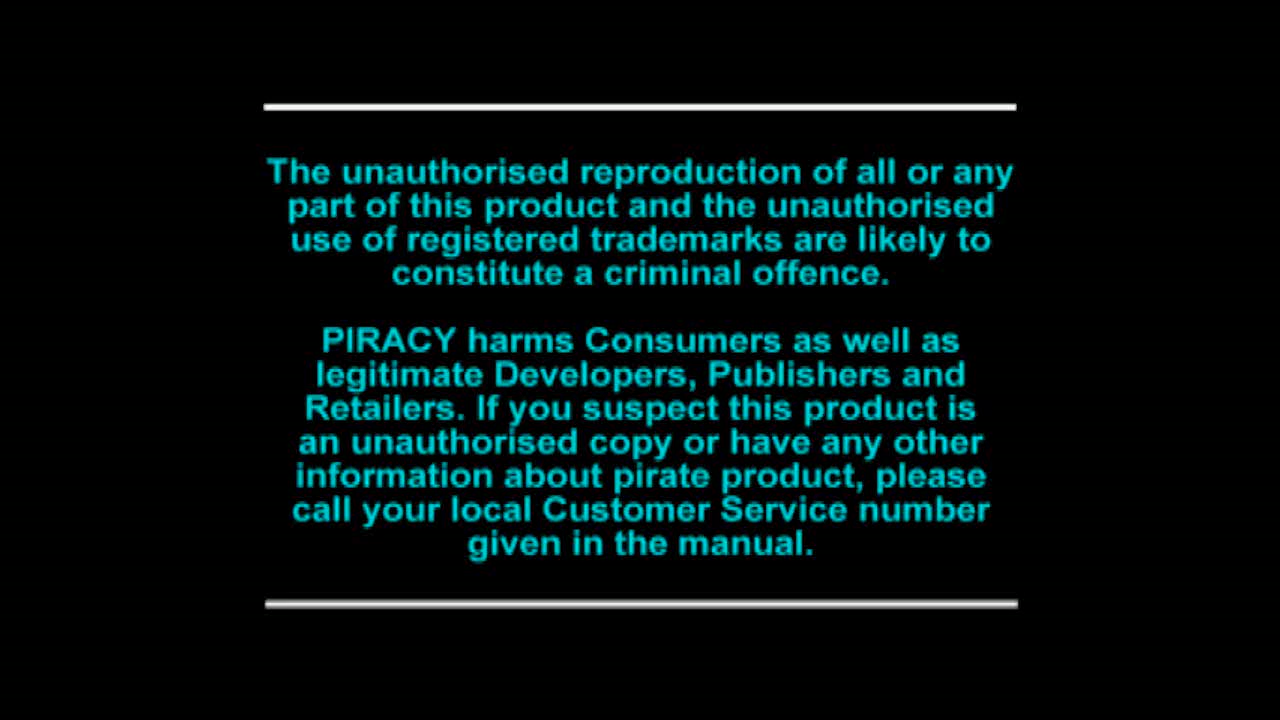 The unauthorised reproduction of all or any
part of this product and the unauthorised
use of registered trademarks are likely to
constitute a criminal offence.
PIRACY harms Consumers as well as
legitimate Developers, Publishers and
Retailers. If you suspect this product is
an unauthorised copy or have any other
information about pirate product, please
call your local Customer Service number
given in the manual.